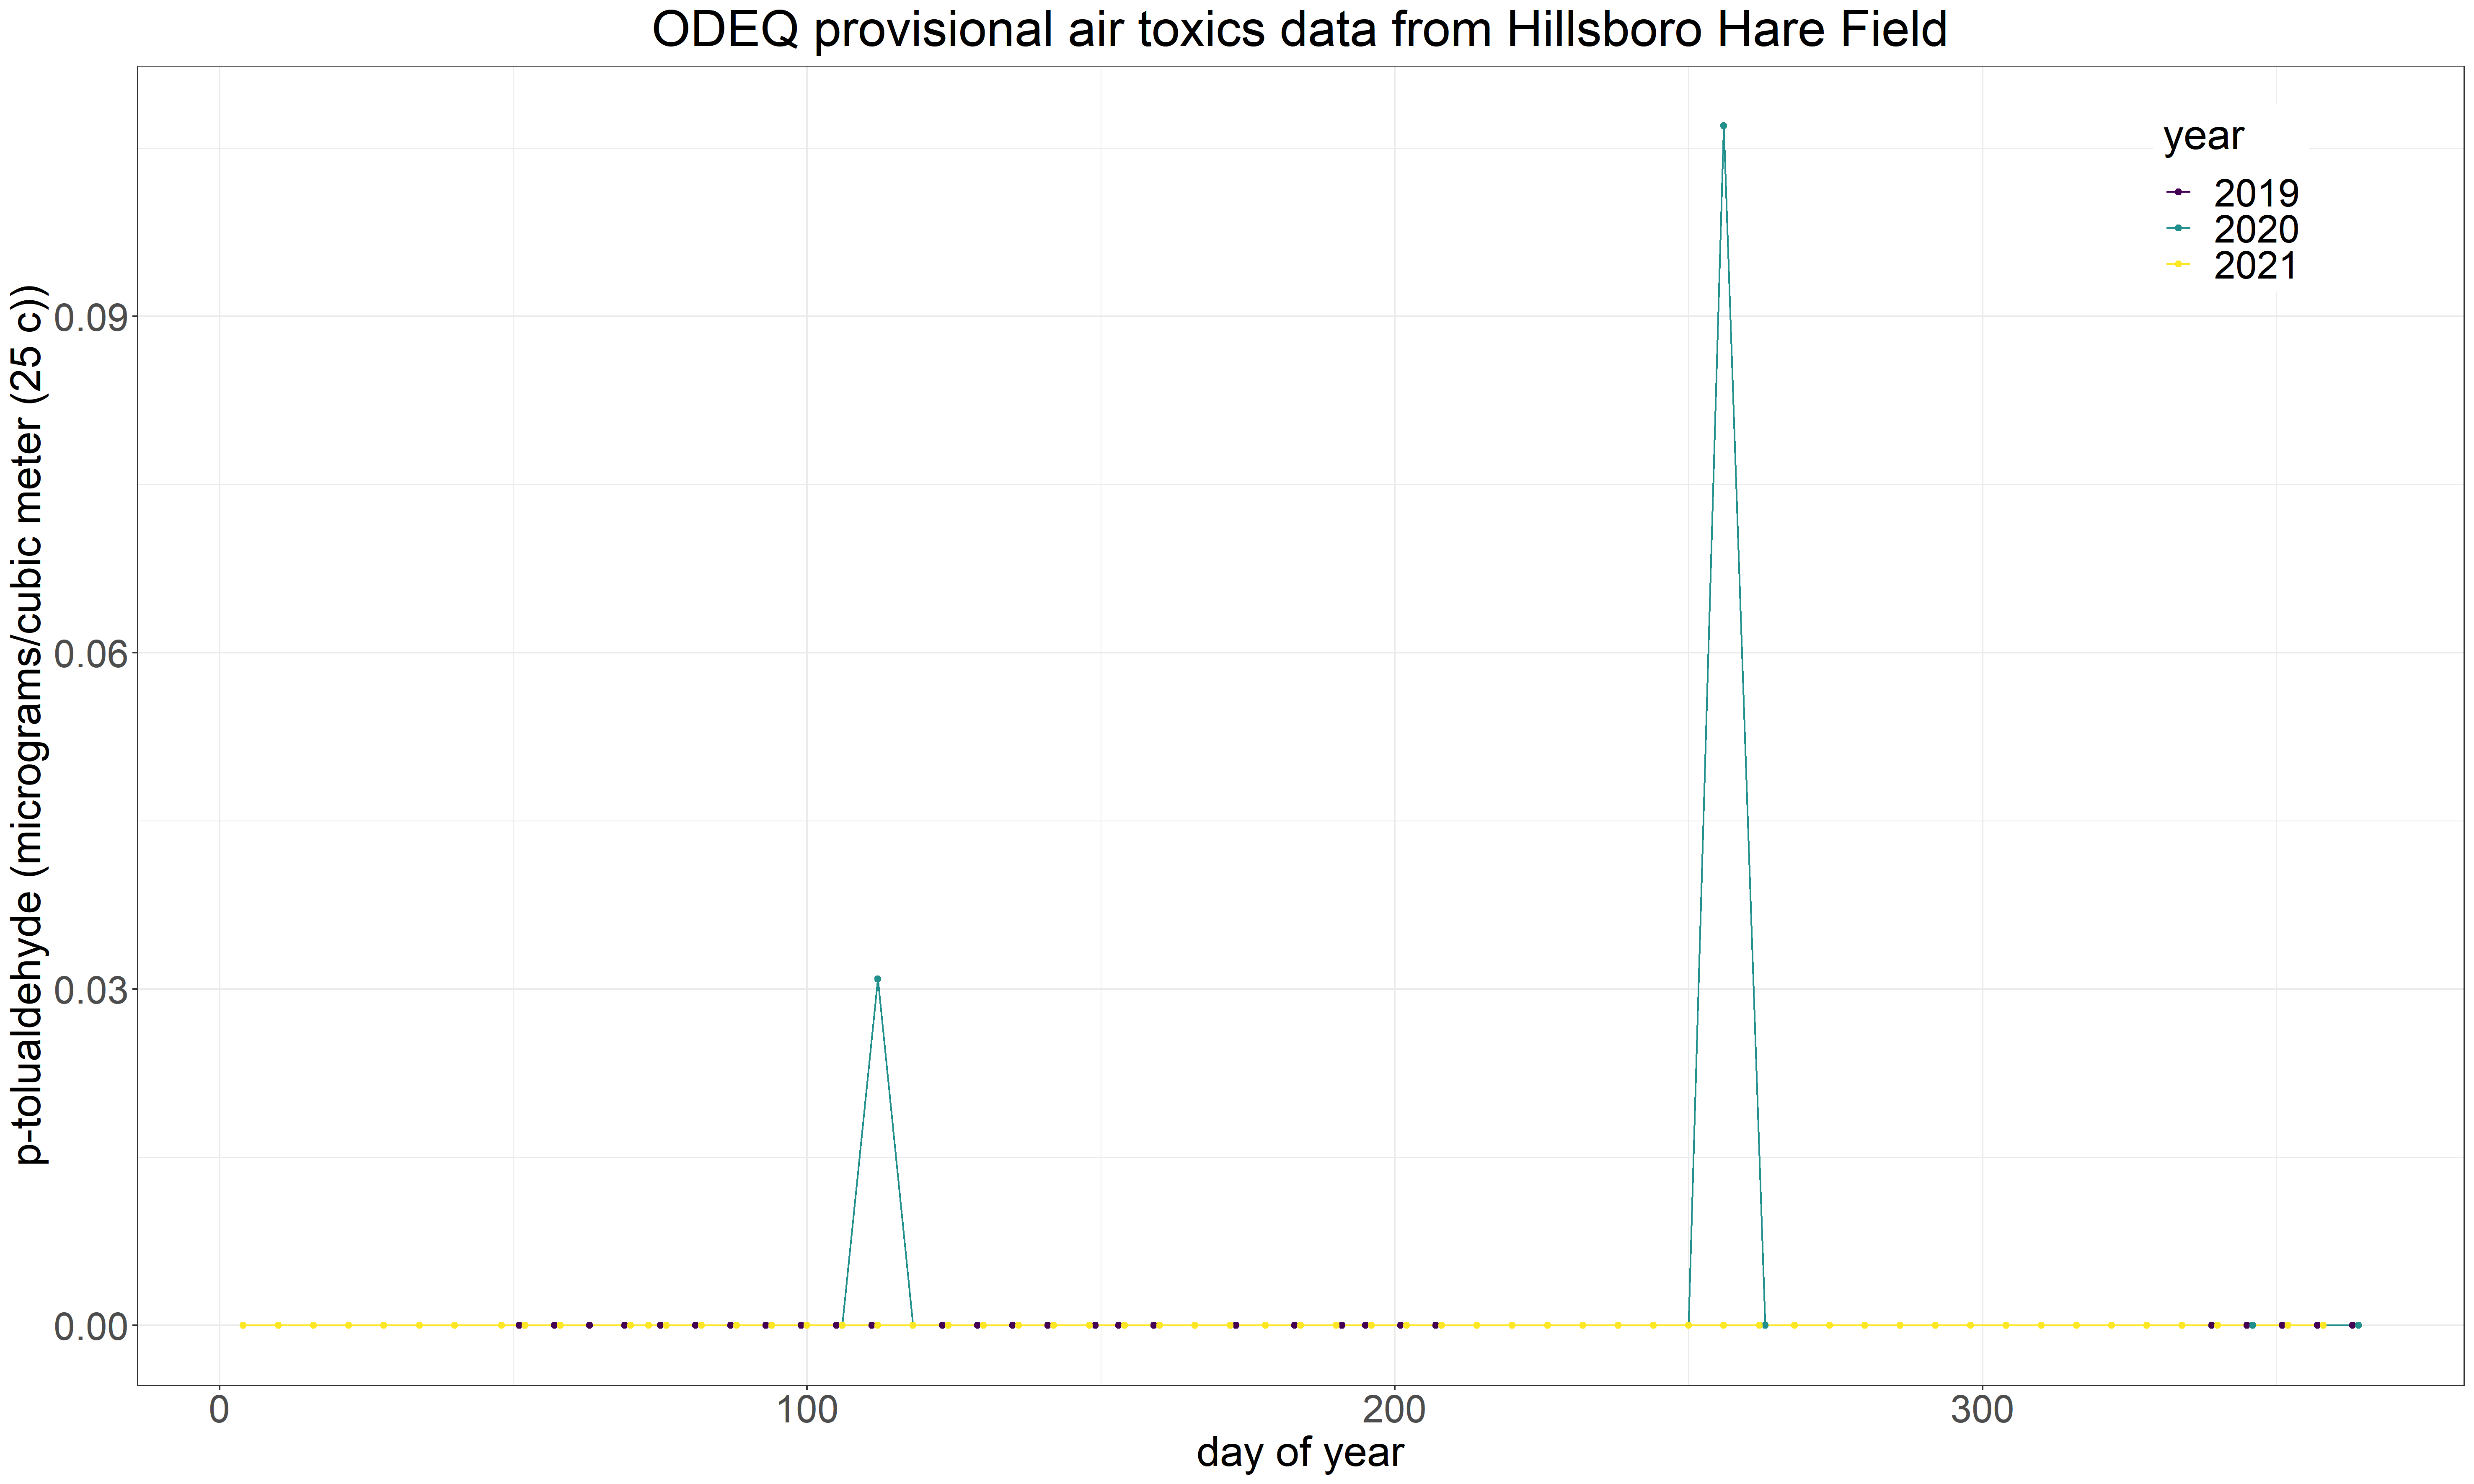 ODEQ provisional air toxics data from Hillsboro Hare Field
p-tolualdehyde (micrograms/cubic meter (25 c))
0.09
0.06
0.03
0.00
year
2019
2020
2021
0 100 200 300
day of year